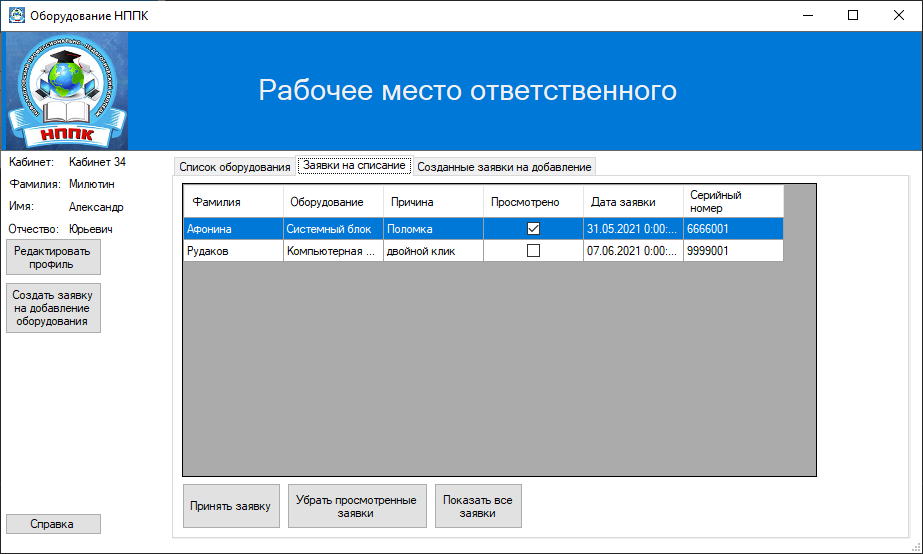 Оборудование НППК
НППК
Рабочее место ответственного
Кабинет: Кабинет 34
Фамилия: Милютин
Имя: Александр
Отчество: Юрьевич
Редактировать
профиль
Создать заявку
на добавление
оборудования
Справка
Список оборудования Заявки на списание Созданные заявки на добавление
Фамилия Оборудование Причина Просмотрено Дата заявки Серийный
номер
Афонина Системный блок Поломка 31.05.2021 0:00:... 6666001
Рудаков Компьютерная ... двойной клик 07.06.2021 0:00:... 9999001
Принять заявку
Убрать просмотренные
заявки
Показать все
заявки